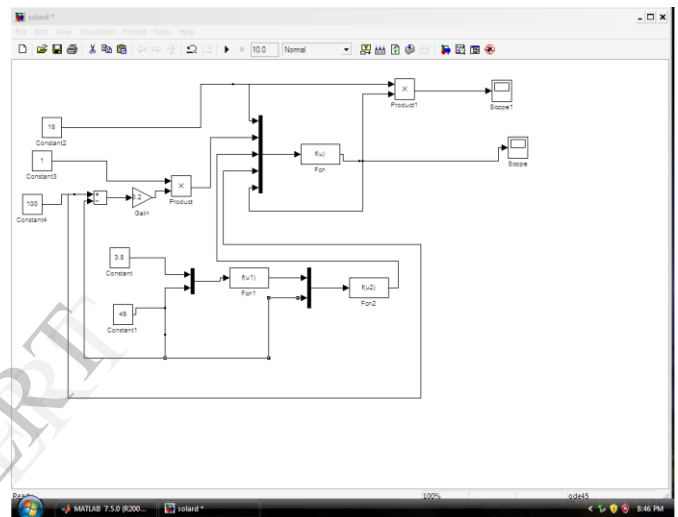 solard *
File Edit View Simulation Format Tools Help
10.0 Normal
×
Product1
Scope1
18
Constant2
f(u)
Fcn
Scope
1
Constant3
×
Product
100
Constant4
Gain
3.8
Constant
f(u1)
Fcn1
f(u2)
Fcn2
48
Constant1
100%
ode45
MATLAB 7.5.0 (R200...
solard *
8:46 PM